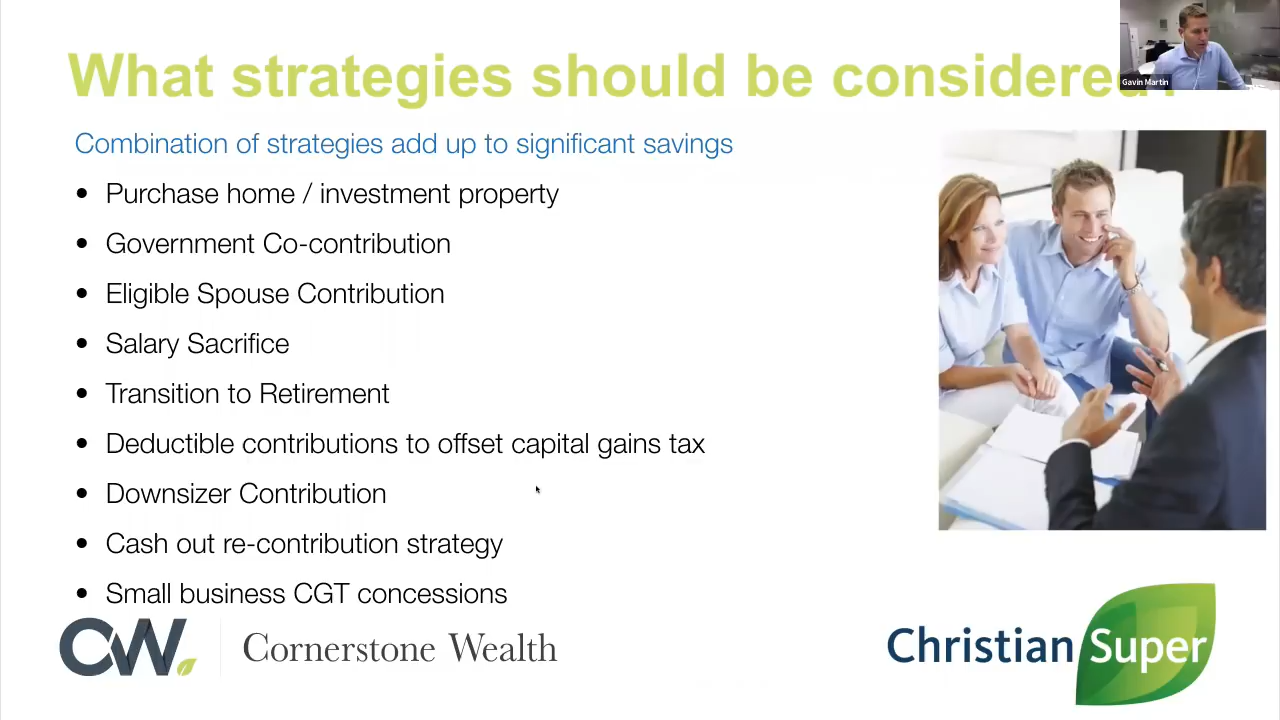 What strategies should be considered?
Gavin Martin
Combination of strategies add up to significant savings
• Purchase home / investment property
• Government Co-contribution
• Eligible Spouse Contribution
• Salary Sacrifice
• Transition to Retirement
• Deductible contributions to offset capital gains tax
• Downsizer Contribution
• Cash out re-contribution strategy
• Small business CGT concessions
CW. Cornerstone Wealth
Christian Super